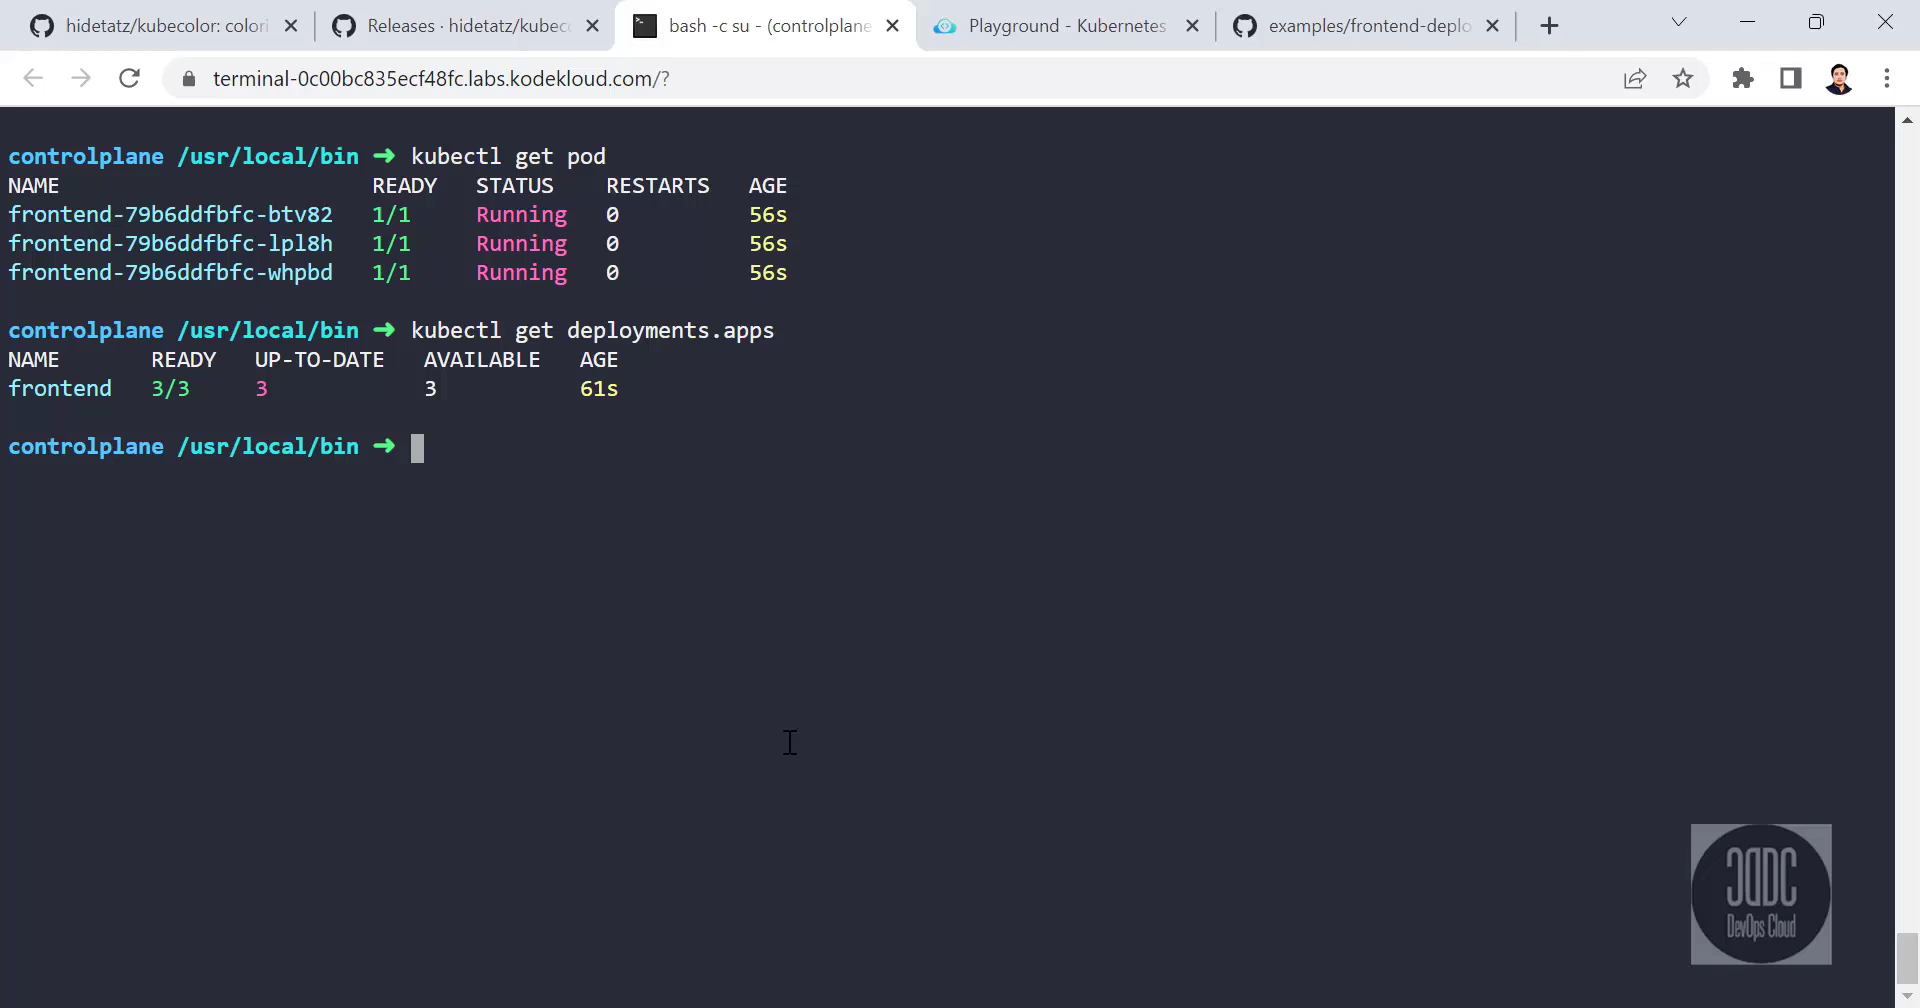 hidetatz/kubecolor: colori
Releases · hidetatz/kubeco
bash -c su - (controlplane
Playground - Kubernetes
examples/frontend-deplo
terminal-0c00bc835ecf48fc.labs.kodekloud.com/?
controlplane /usr/local/bin ➜ kubectl get pod
NAME READY STATUS RESTARTS AGE
frontend-79b6ddfbfc-btv82 1/1 Running 0 56s
frontend-79b6ddfbfc-lpl8h 1/1 Running 0 56s
frontend-79b6ddfbfc-whpbd 1/1 Running 0 56s
controlplane /usr/local/bin ➜ kubectl get deployments.apps
NAME READY UP-TO-DATE AVAILABLE AGE
frontend 3/3 3 3 61s
controlplane /usr/local/bin ➜
DevOps Cloud